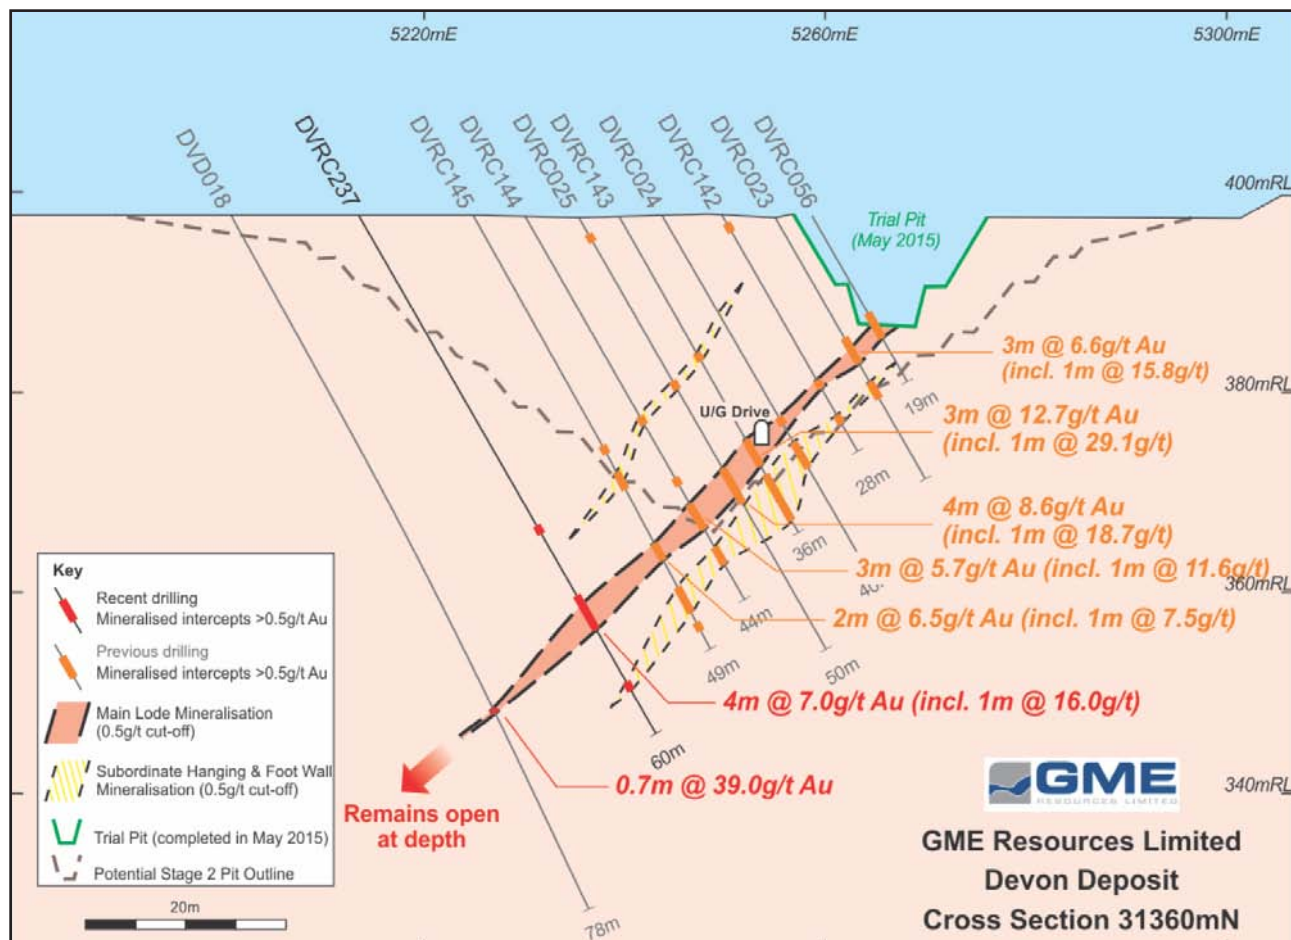 5220mE
5260mE
5300mE
DVD018
DVRC237
DVRC145
DVRC144
DVRC025
DVRC143
DVRC024
DVRC142
DVRC023
DVRC056
400mRL
Trial Pit
(May 2015)
3m @ 6.6g/t Au
(incl. 1m @ 15.8g/t)
380mRL
19m
U/G Drive
3m @ 12.7g/t Au
(incl. 1m @ 29.1g/t)
28m
4m @ 8.6g/t Au
(incl. 1m @ 18.7g/t)
36m
3m @ 5.7g/t Au (incl. 1m @ 11.6g/t)
40m
360mRL
44m
2m @ 6.5g/t Au (incl. 1m @ 7.5g/t)
49m
50m
4m @ 7.0g/t Au (incl. 1m @ 16.0g/t)
60m
0.7m @ 39.0g/t Au
340mRL
Remains open
at depth
78m
Key
Recent drilling
Mineralised intercepts >0.5g/t Au
Previous drilling
Mineralised intercepts >0.5g/t Au
Main Lode Mineralisation
(0.5g/t cut-off)
Subordinate Hanging & Foot Wall
Mineralisation (0.5g/t cut-off)
Trial Pit (completed in May 2015)
Potential Stage 2 Pit Outline
20m
GME
RESOURCES LIMITED
GME Resources Limited
Devon Deposit
Cross Section 31360mN